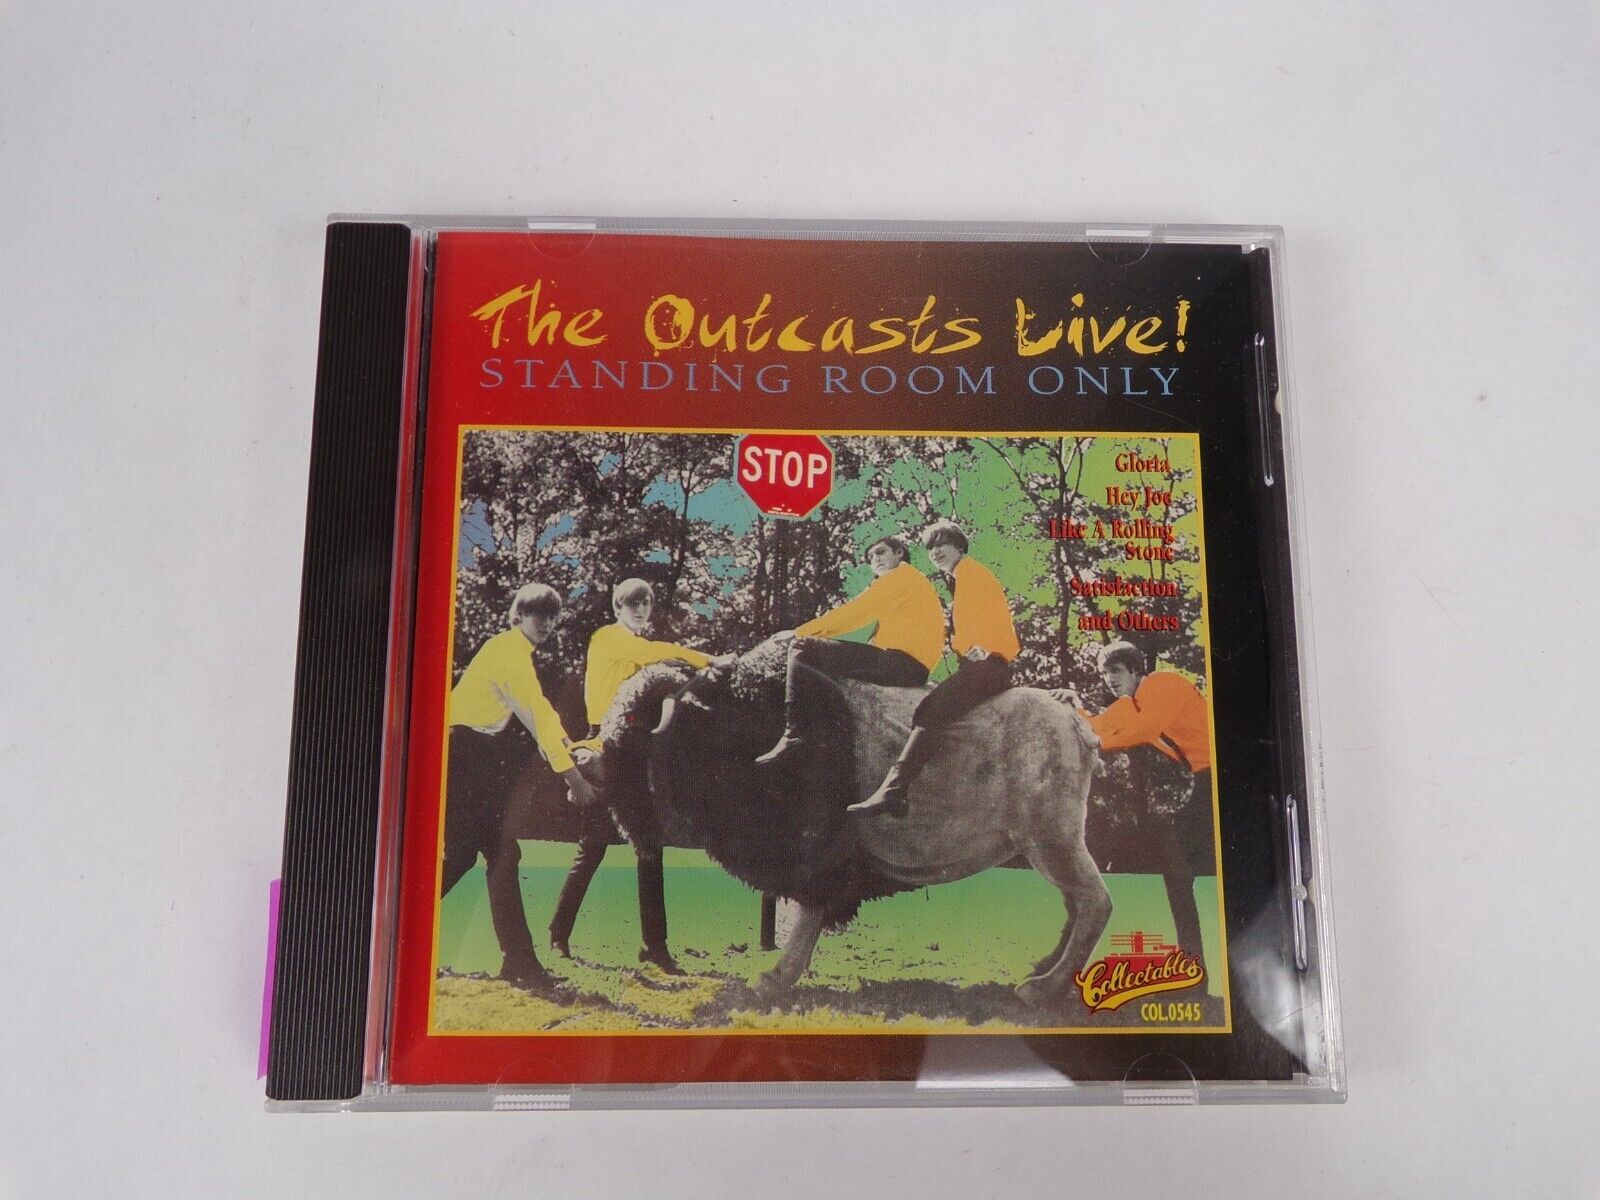 The Outcasts Live!
STANDING ROOM ONLY
STOP
Gloria
Hey Joe
Like A Rolling
Stone
Satisfaction
and Others
Collectables
COL.0545